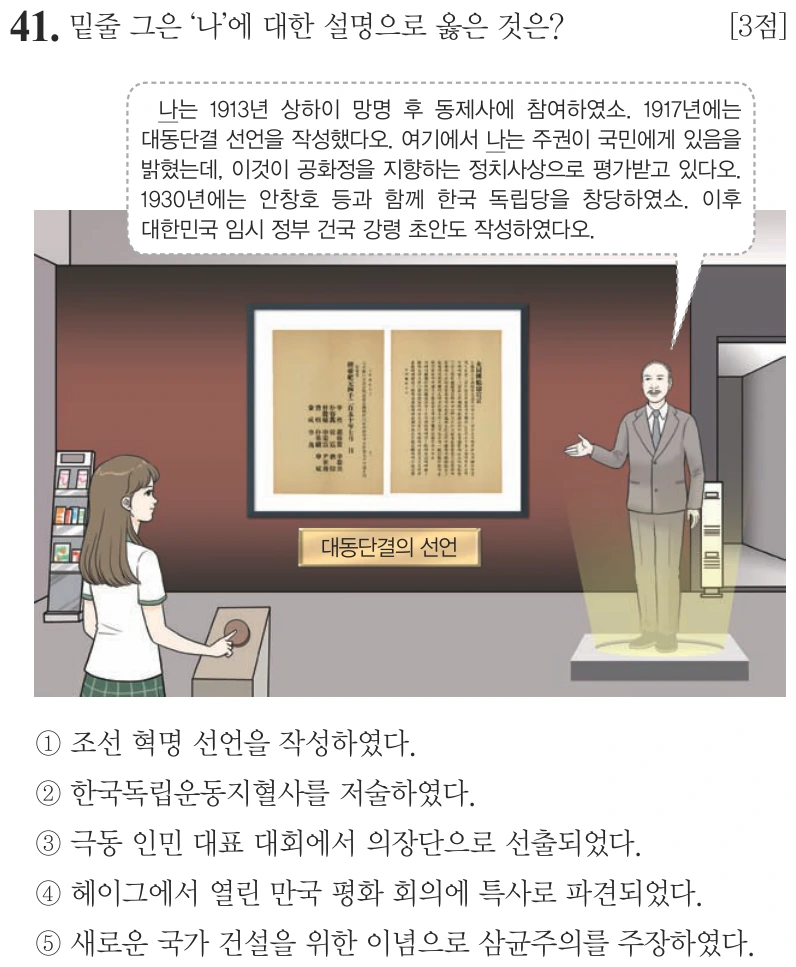 41. 밑줄 그은 ‘나’에 대한 설명으로 옳은 것은? [3점]
나는 1913년 상하이 망명 후 동제사에 참여하였소. 1917년에는
대동단결 선언을 작성했다오. 여기에서 나는 주권이 국민에게 있음을
밝혔는데, 이것이 공화정을 지향하는 정치사상으로 평가받고 있다오.
1930년에는 안창호 등과 함께 한국 독립당을 창당하였소. 이후
대한민국 임시 정부 건국 강령 초안도 작성하였다오.
대동단결의 선언
① 조선 혁명 선언을 작성하였다.
② 한국독립운동지혈사를 저술하였다.
③ 극동 인민 대표 대회에서 의장단으로 선출되었다.
④ 헤이그에서 열린 만국 평화 회의에 특사로 파견되었다.
⑤ 새로운 국가 건설을 위한 이념으로 삼균주의를 주장하였다.